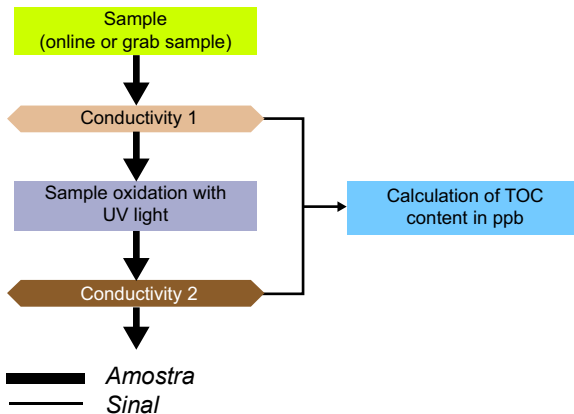 Sample
(online or grab sample)
Conductivity 1
Sample oxidation with
UV light
Calculation of TOC
content in ppb
Conductivity 2
Amostra
Sinal